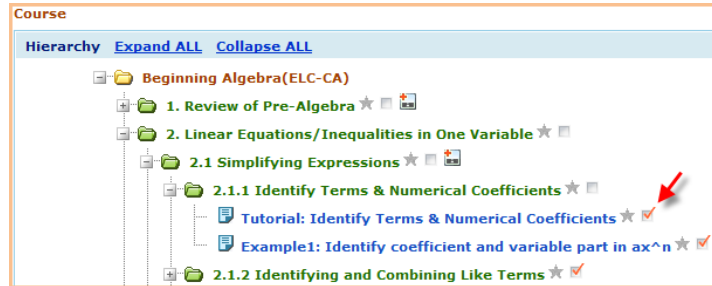 Course
Hierarchy Expand ALL Collapse ALL
Beginning Algebra(ELC-CA)
1. Review of Pre-Algebra
2. Linear Equations/Inequalities in One Variable
2.1 Simplifying Expressions
2.1.1 Identify Terms & Numerical Coefficients
Tutorial: Identify Terms & Numerical Coefficients
Example1: Identify coefficient and variable part in ax^n
2.1.2 Identifying and Combining Like Terms